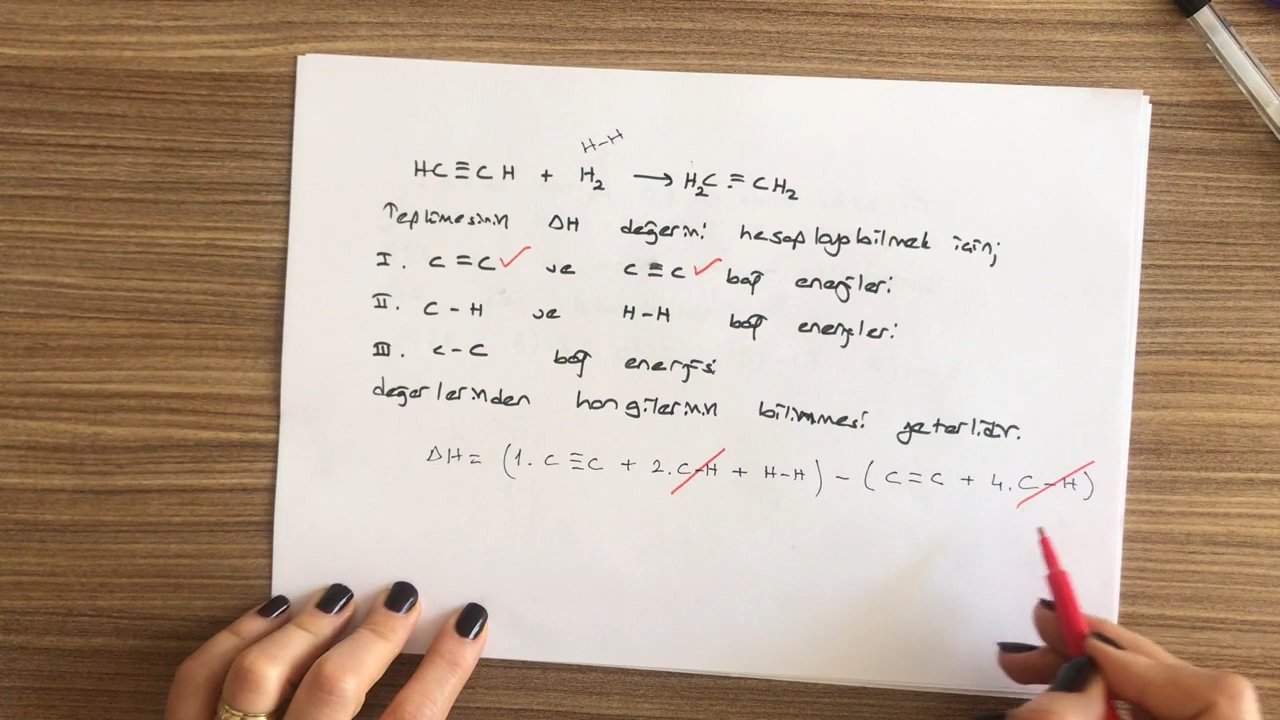 H-H
HC≡CH + H₂ → H₂C=CH₂
Tepkimesinin ΔH değerini hesaplayabilmek için;
I. C=C ✓ ve C≡C ✓ bağ enerjileri
II. C-H ve H-H bağ enerjileri
III. C-C bağ enerjisi
değerlerinden hangilerinin bilinmesi yeterlidir.
ΔH = (1. C≡C + 2. C-H + H-H) - (C=C + 4. C-H)